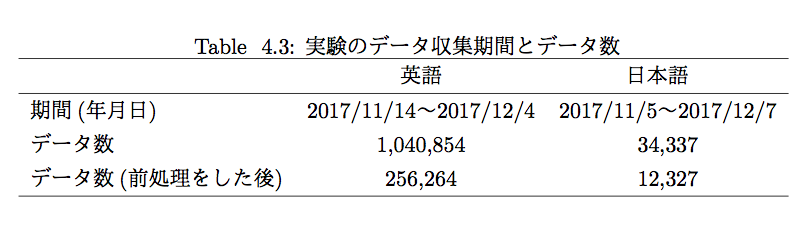 Table 4.3: 実験のデータ収集期間とデータ数
英語 日本語
期間 (年月日) 2017/11/14〜2017/12/4 2017/11/5〜2017/12/7
データ数 1,040,854 34,337
データ数 (前処理をした後) 256,264 12,327